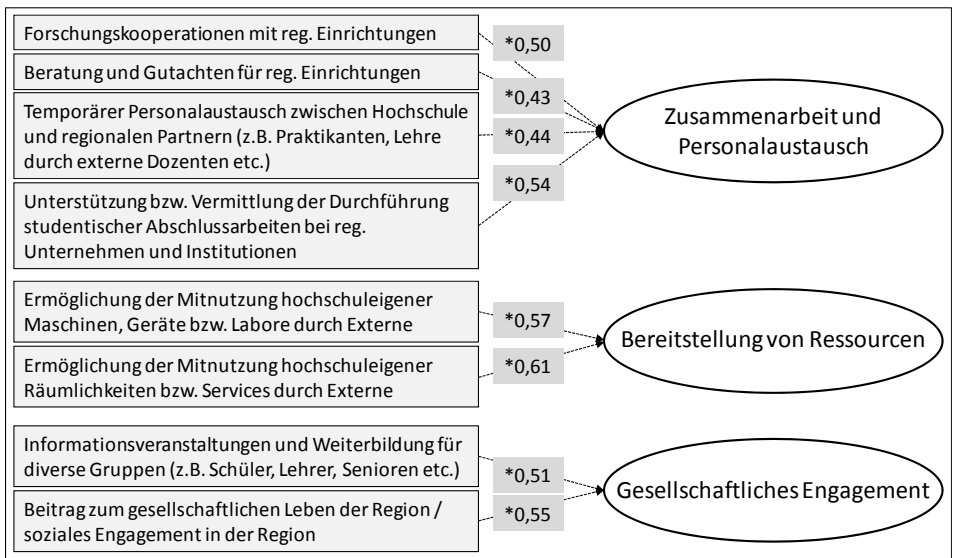 Forschungskooperationen mit reg. Einrichtungen
*0,50
Beratung und Gutachten für reg. Einrichtungen
*0,43
Temporärer Personalaustausch zwischen Hochschule
und regionalen Partnern (z.B. Praktikanten, Lehre
durch externe Dozenten etc.)
*0,44
Unterstützung bzw. Vermittlung der Durchführung
studentischer Abschlussarbeiten bei reg.
Unternehmen und Institutionen
*0,54
Zusammenarbeit und
Personalaustausch
Ermöglichung der Mitnutzung hochschuleigener
Maschinen, Geräte bzw. Labore durch Externe
*0,57
Ermöglichung der Mitnutzung hochschuleigener
Räumlichkeiten bzw. Services durch Externe
*0,61
Bereitstellung von Ressourcen
Informationsveranstaltungen und Weiterbildung für
diverse Gruppen (z.B. Schüler, Lehrer, Senioren etc.)
*0,51
Beitrag zum gesellschaftlichen Leben der Region /
soziales Engagement in der Region
*0,55
Gesellschaftliches Engagement